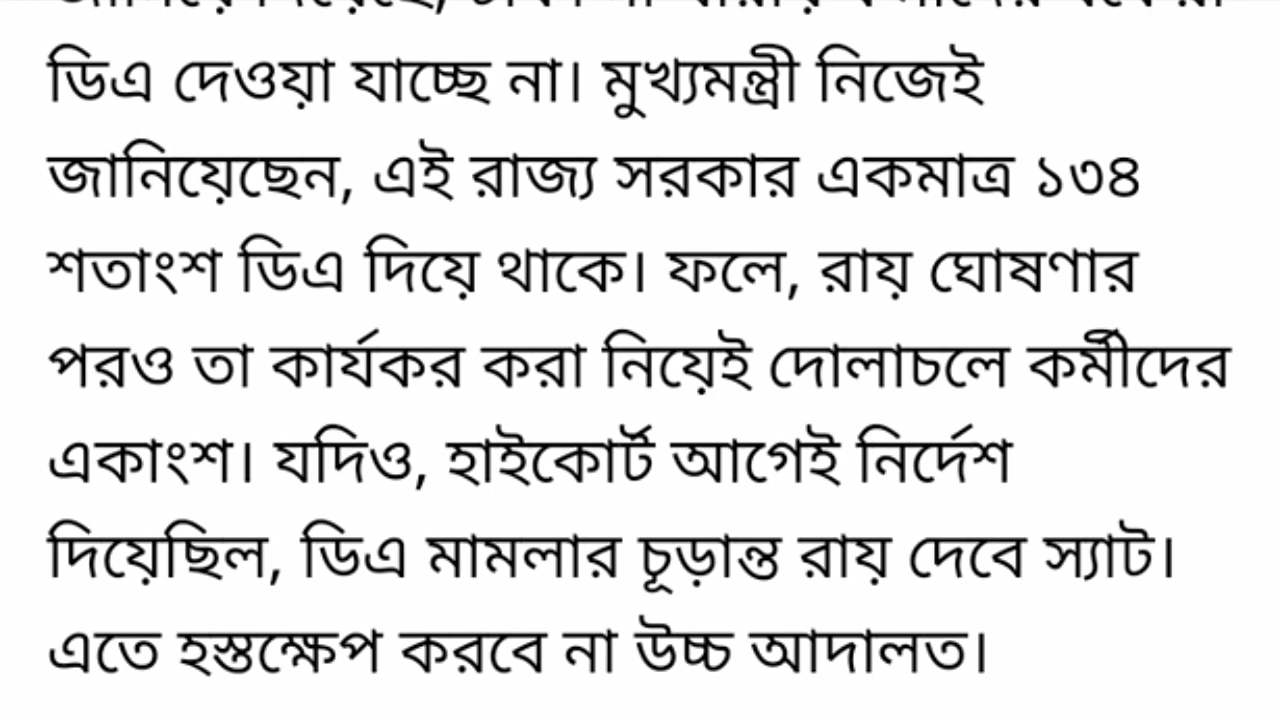 ডিএ দেওয়া যাচ্ছে না। মুখ্যমন্ত্রী নিজেই
জানিয়েছেন, এই রাজ্য সরকার একমাত্র ১৩৪
শতাংশ ডিএ দিয়ে থাকে। ফলে, রায় ঘোষণার
পরও তা কার্যকর করা নিয়েই দোলাচলে কর্মীদের
একাংশ। যদিও, হাইকোর্ট আগেই নির্দেশ
দিয়েছিল, ডিএ মামলার চূড়ান্ত রায় দেবে স্যাট।
এতে হস্তক্ষেপ করবে না উচ্চ আদালত।